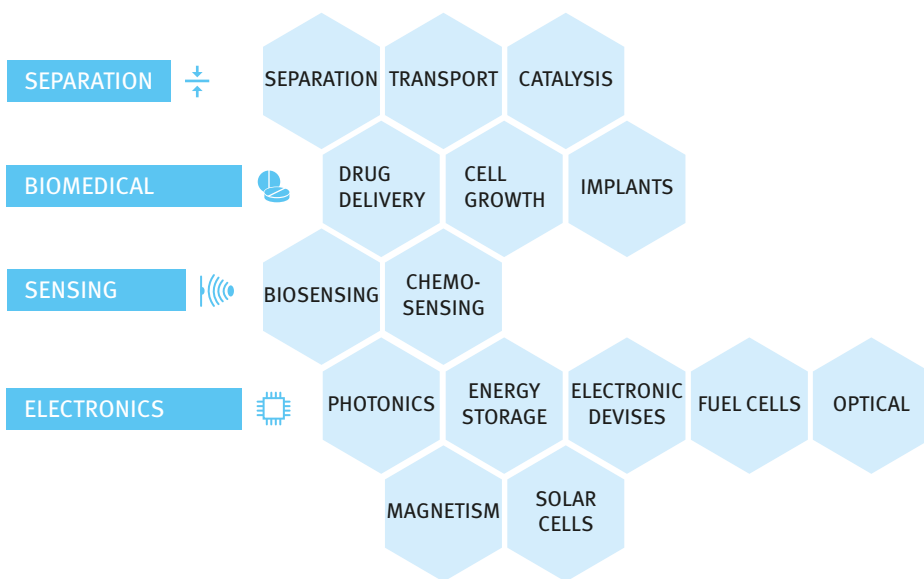 SEPARATION
SEPARATION
TRANSPORT
CATALYSIS
BIOMEDICAL
DRUG
DELIVERY
CELL
GROWTH
IMPLANTS
SENSING
BIOSENSING
CHEMO-
SENSING
ELECTRONICS
PHOTONICS
ENERGY
STORAGE
ELECTRONIC
DEVISES
FUEL CELLS
OPTICAL
MAGNETISM
SOLAR
CELLS